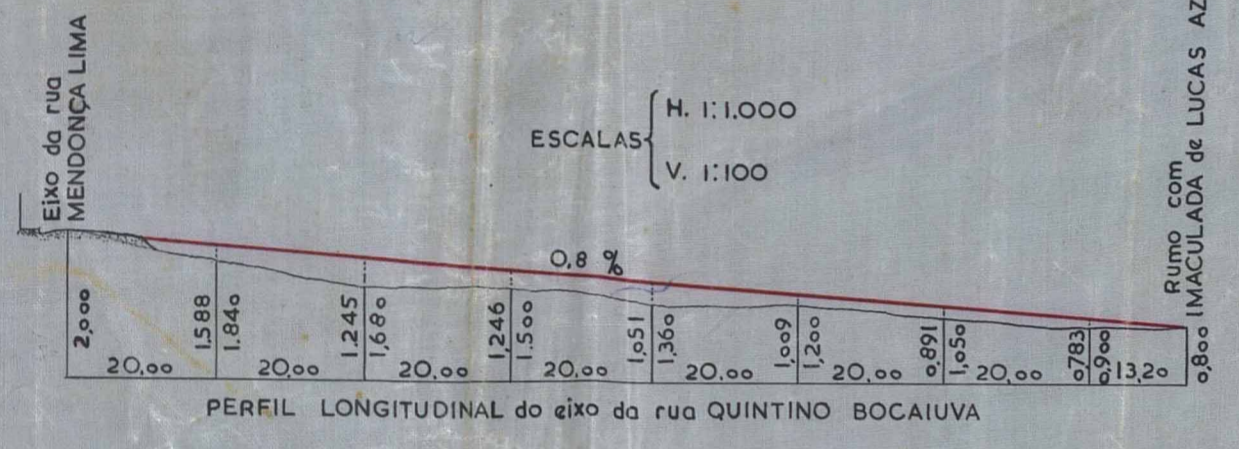 Eixo da rua
MENDONÇA LIMA
ESCALAS
H. 1:1.000
V. 1:100
Rumo com
IMACULADA de LUCAS AZ
0,8 %
2,000
1.588
1.840
1.245
1,680
1,246
1.500
1,051
1,360
1,009
1,200
0,891
1,050
0,783
0,900
0,800
20,00 20,00 20,00 20,00 20,00 20,00 20,00 13,20
PERFIL LONGITUDINAL do eixo da rua QUINTINO BOCAIUVA